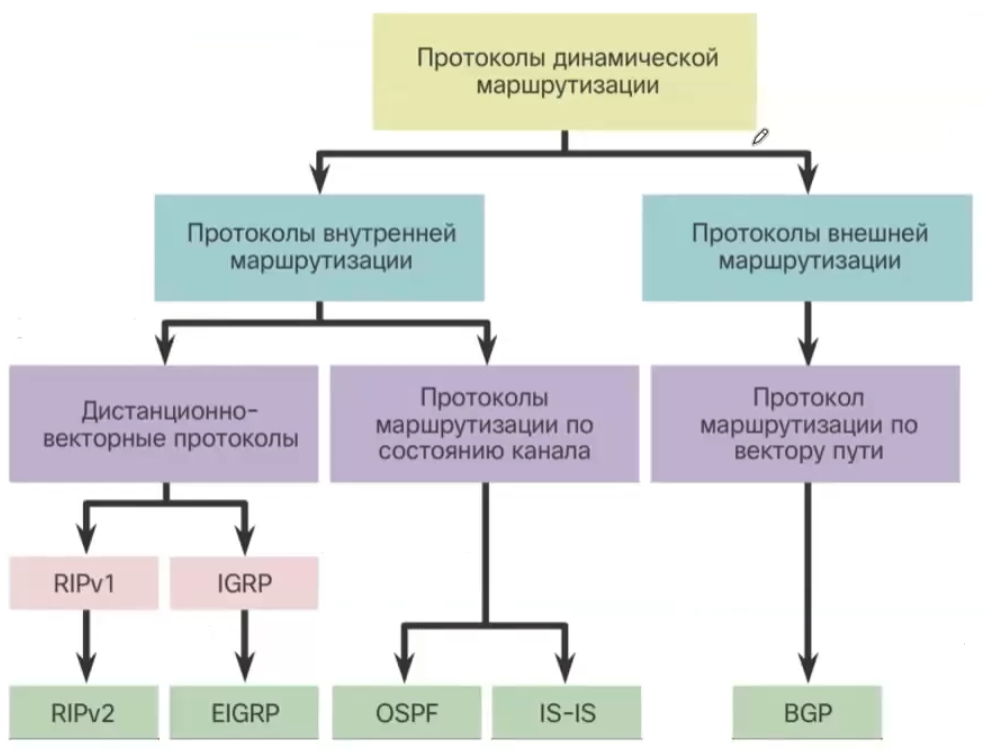 Протоколы динамической
маршрутизации
Протоколы внутренней
маршрутизации
Протоколы внешней
маршрутизации
Дистанционно-
векторные протоколы
Протоколы
маршрутизации по
состоянию канала
Протокол
маршрутизации по
вектору пути
RIPv1
IGRP
RIPv2
EIGRP
OSPF
IS-IS
BGP